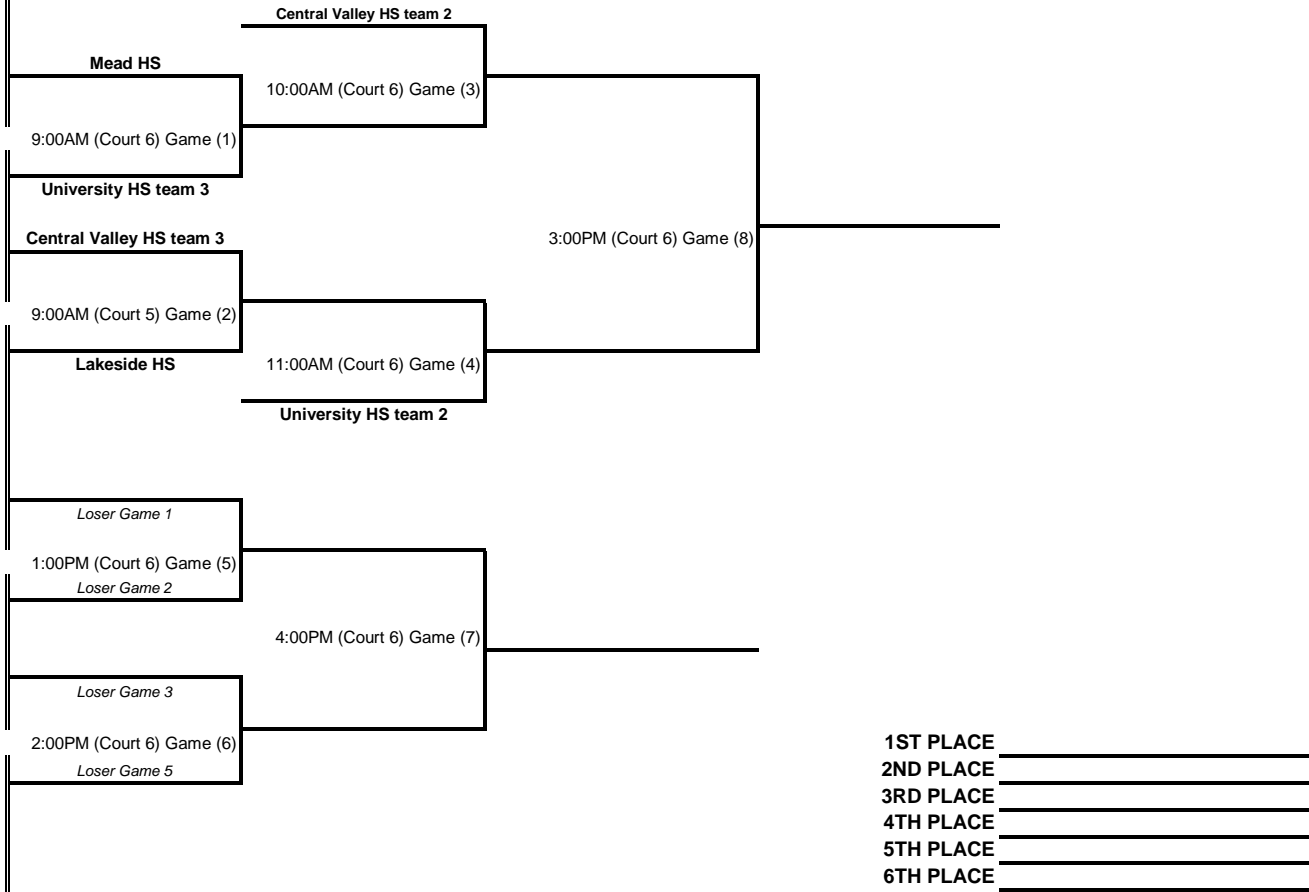 Central Valley HS team 2
Mead HS
10:00AM (Court 6) Game (3)
9:00AM (Court 6) Game (1)
University HS team 3
Central Valley HS team 3
3:00PM (Court 6) Game (8)
9:00AM (Court 5) Game (2)
Lakeside HS
11:00AM (Court 6) Game (4)
University HS team 2
Loser Game 1
1:00PM (Court 6) Game (5)
Loser Game 2
4:00PM (Court 6) Game (7)
Loser Game 3
2:00PM (Court 6) Game (6)
Loser Game 5
1ST PLACE
2ND PLACE
3RD PLACE
4TH PLACE
5TH PLACE
6TH PLACE